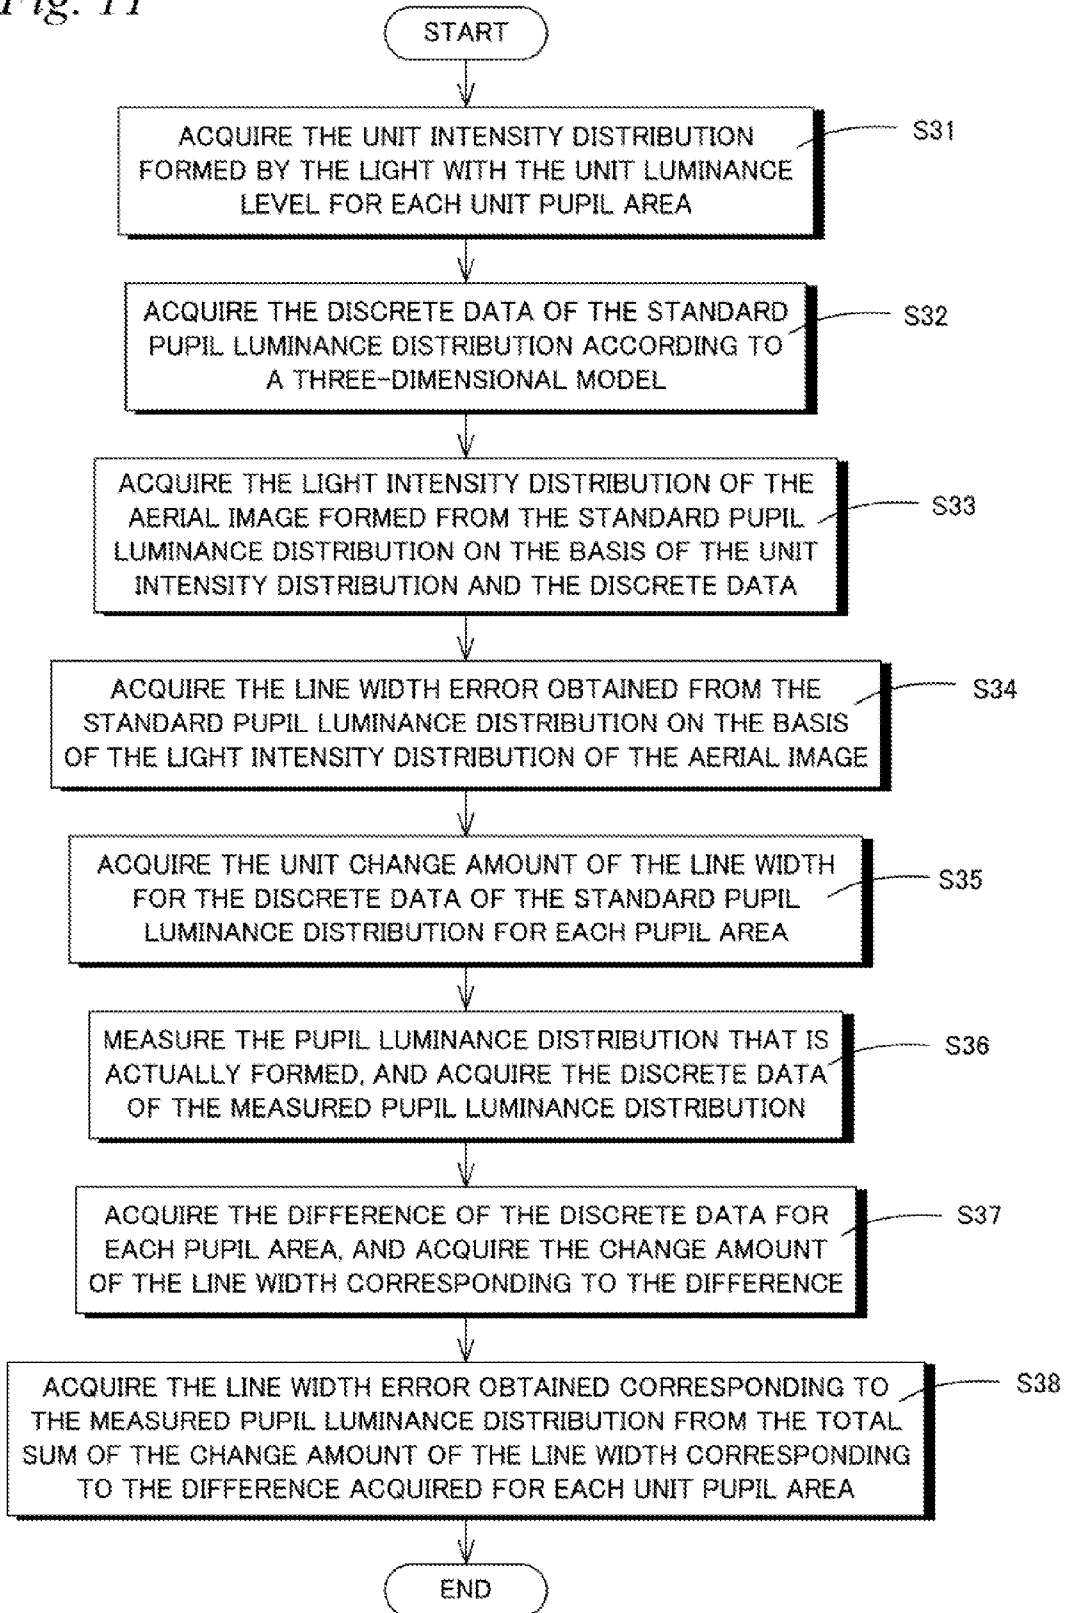 Fig. 11
START
ACQUIRE THE UNIT INTENSITY DISTRIBUTION
FORMED BY THE LIGHT WITH THE UNIT LUMINANCE
LEVEL FOR EACH UNIT PUPIL AREA
S31
ACQUIRE THE DISCRETE DATA OF THE STANDARD
PUPIL LUMINANCE DISTRIBUTION ACCORDING TO
A THREE-DIMENSIONAL MODEL
S32
ACQUIRE THE LIGHT INTENSITY DISTRIBUTION OF THE
AERIAL IMAGE FORMED FROM THE STANDARD PUPIL
LUMINANCE DISTRIBUTION ON THE BASIS OF THE UNIT
INTENSITY DISTRIBUTION AND THE DISCRETE DATA
S33
ACQUIRE THE LINE WIDTH ERROR OBTAINED FROM THE
STANDARD PUPIL LUMINANCE DISTRIBUTION ON THE BASIS
OF THE LIGHT INTENSITY DISTRIBUTION OF THE AERIAL IMAGE
S34
ACQUIRE THE UNIT CHANGE AMOUNT OF THE LINE WIDTH
FOR THE DISCRETE DATA OF THE STANDARD PUPIL
LUMINANCE DISTRIBUTION FOR EACH PUPIL AREA
S35
MEASURE THE PUPIL LUMINANCE DISTRIBUTION THAT IS
ACTUALLY FORMED, AND ACQUIRE THE DISCRETE DATA
OF THE MEASURED PUPIL LUMINANCE DISTRIBUTION
S36
ACQUIRE THE DIFFERENCE OF THE DISCRETE DATA FOR
EACH PUPIL AREA, AND ACQUIRE THE CHANGE AMOUNT
OF THE LINE WIDTH CORRESPONDING TO THE DIFFERENCE
S37
ACQUIRE THE LINE WIDTH ERROR OBTAINED CORRESPONDING TO
THE MEASURED PUPIL LUMINANCE DISTRIBUTION FROM THE TOTAL
SUM OF THE CHANGE AMOUNT OF THE LINE WIDTH CORRESPONDING
TO THE DIFFERENCE ACQUIRED FOR EACH UNIT PUPIL AREA
S38
END